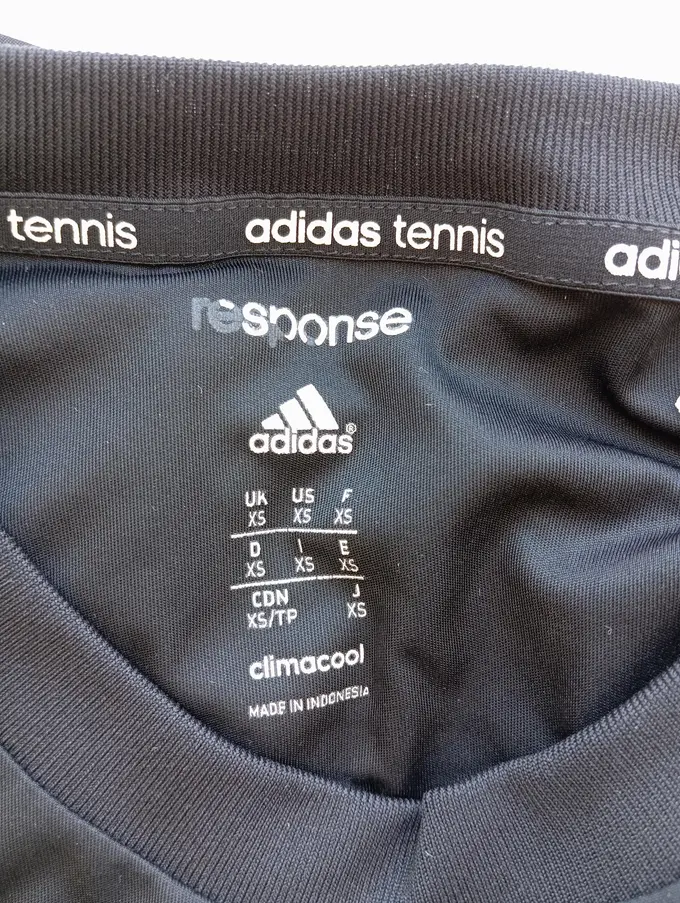 tennis adidas tennis adi
response
adidas®
UK US F
XS XS XS
D I E
XS XS XS
CDN J
XS/TP XS
climacool
MADE IN INDONESIA